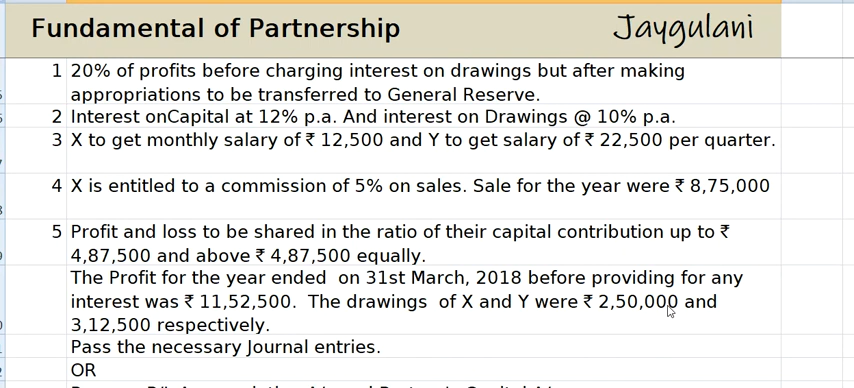 Fundamental of Partnership Jaygulani
1 20% of profits before charging interest on drawings but after making
appropriations to be transferred to General Reserve.
2 Interest onCapital at 12% p.a. And interest on Drawings @ 10% p.a.
3 X to get monthly salary of ₹ 12,500 and Y to get salary of ₹ 22,500 per quarter.
4 X is entitled to a commission of 5% on sales. Sale for the year were ₹ 8,75,000
5 Profit and loss to be shared in the ratio of their capital contribution up to ₹
4,87,500 and above ₹ 4,87,500 equally.
The Profit for the year ended on 31st March, 2018 before providing for any
interest was ₹ 11,52,500. The drawings of X and Y were ₹ 2,50,000 and
3,12,500 respectively.
Pass the necessary Journal entries.
OR